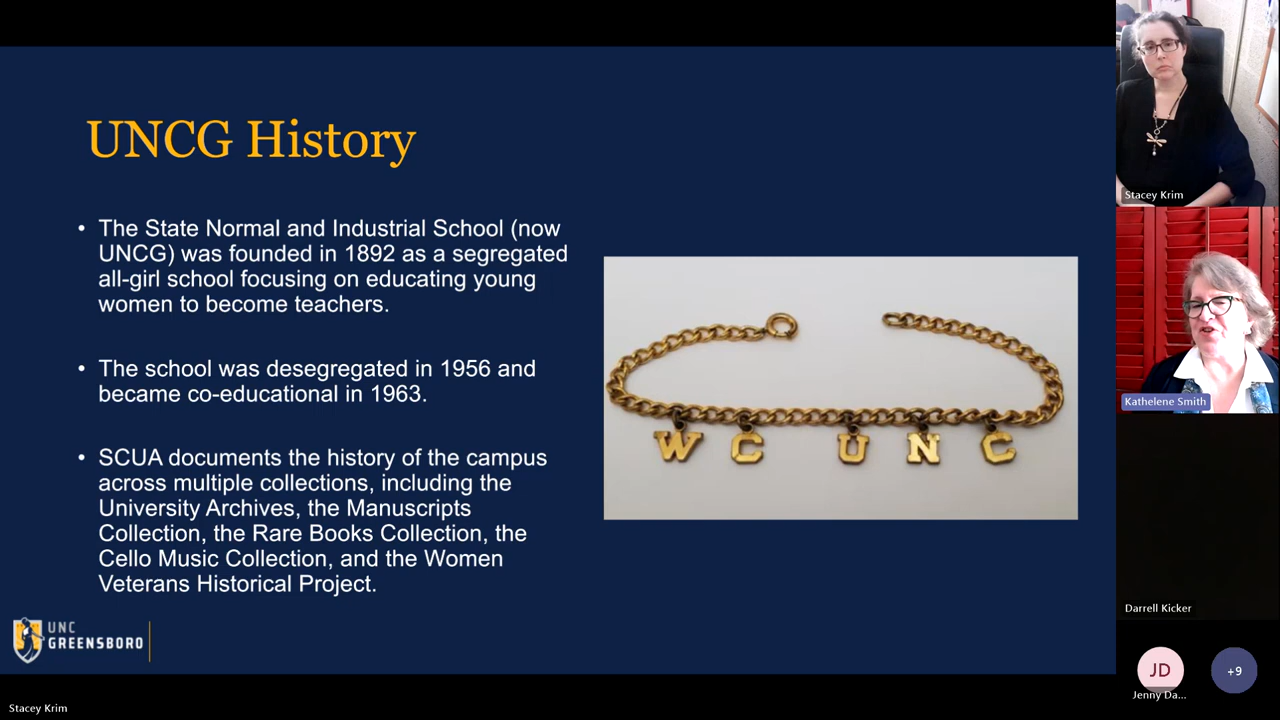 UNCG History
• The State Normal and Industrial School (now
UNCG) was founded in 1892 as a segregated
all-girl school focusing on educating young
women to become teachers.
• The school was desegregated in 1956 and
became co-educational in 1963.
• SCUA documents the history of the campus
across multiple collections, including the
University Archives, the Manuscripts
Collection, the Rare Books Collection, the
Cello Music Collection, and the Women
Veterans Historical Project.
W C U N C
UNC
GREENSBORO
Stacey Krim
Stacey Krim
Kathelene Smith
Darrell Kicker
JD
Jenny Da...
+9